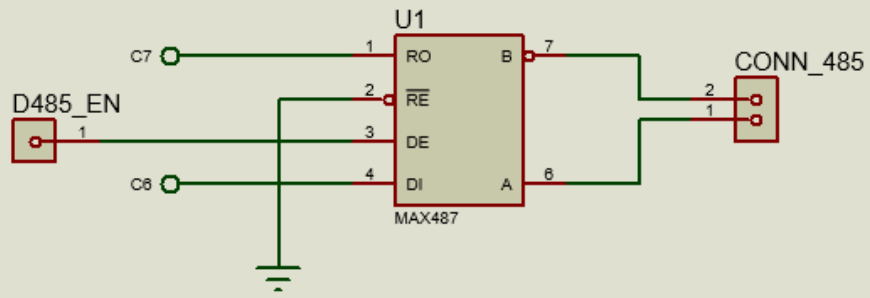 U1
C7
1
RO
B
7
CONN_485
D485_EN
2
RE
2
1
1
3
DE
C6
4
DI
A
6
MAX487